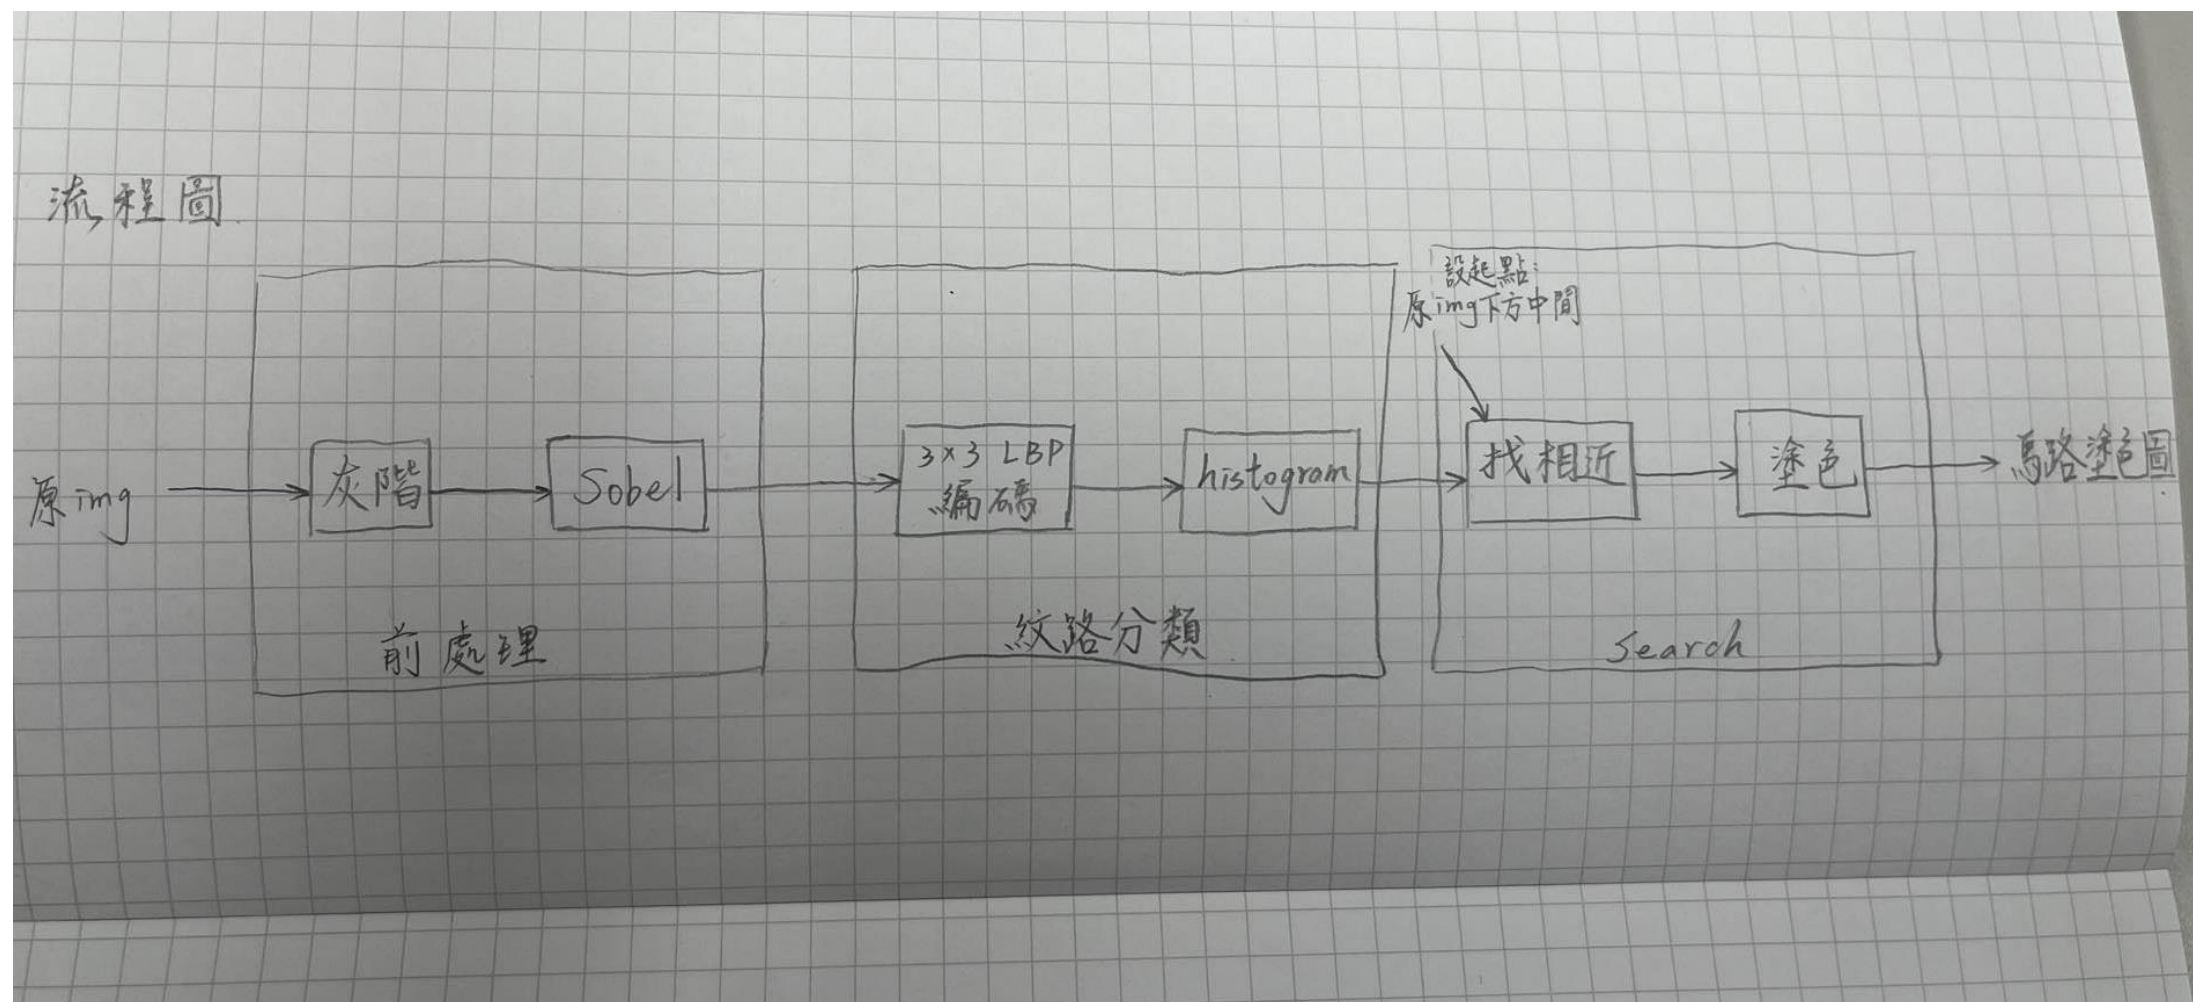 流程圖
設起點:
原img下方中間
原img
灰階
Sobel
3×3 LBP
編碼
histogram
找相近
塗色
馬路塗色圖
前處理
紋路分類
Search